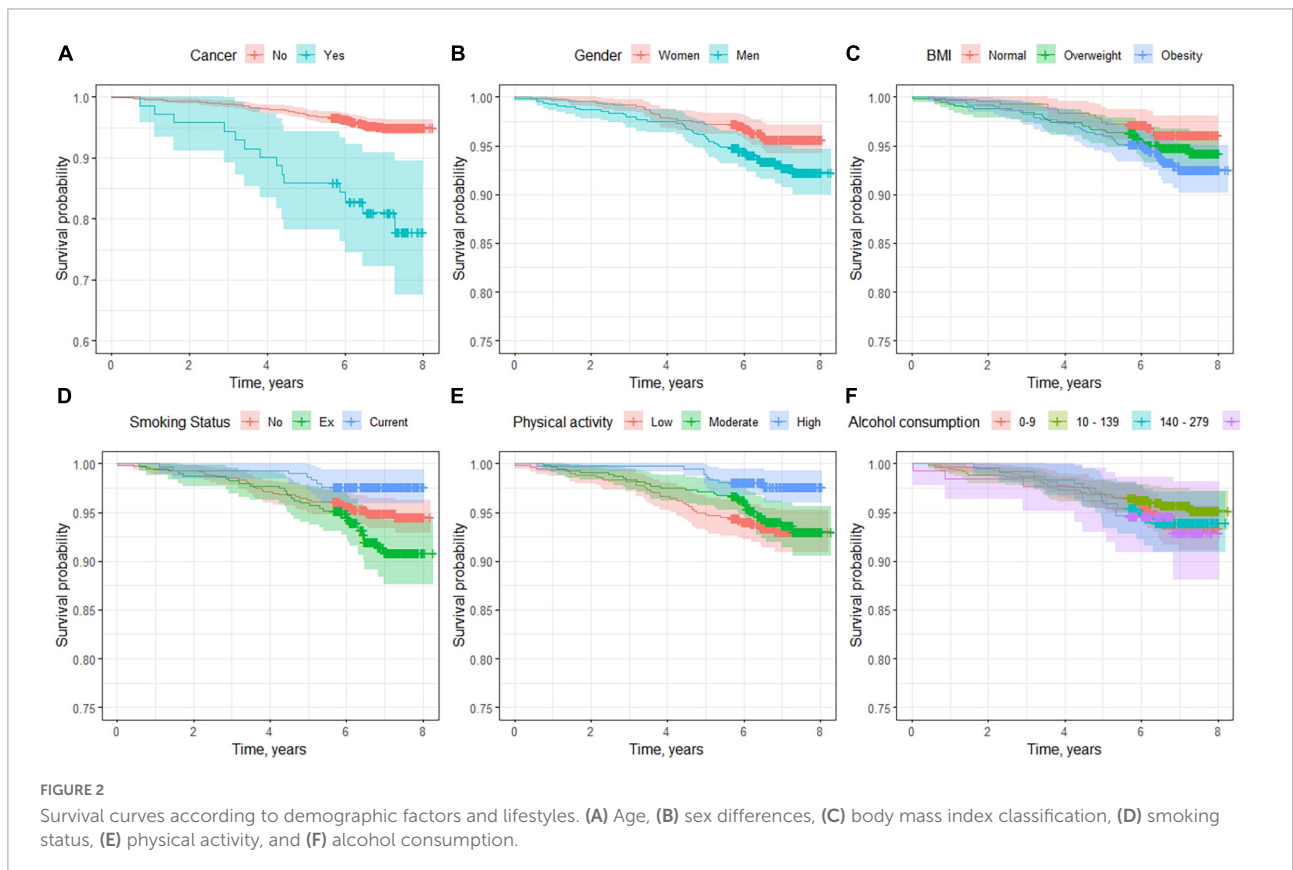 A Cancer No Yes
Survival probability
1.0
0.9
0.8
0.7
0.6
0 2 4 6 8
Time, years
B Gender Women Men
Survival probability
1.00
0.95
0.90
0.85
0.80
0.75
0 2 4 6 8
Time, years
C BMI Normal Overweight Obesity
Survival probability
1.00
0.95
0.90
0.85
0.80
0.75
0 2 4 6 8
Time, years
D Smoking Status No Ex Current
Survival probability
1.00
0.95
0.90
0.85
0.80
0.75
0 2 4 6 8
Time, years
E Physical activity Low Moderate High
Survival probability
1.00
0.95
0.90
0.85
0.80
0.75
0 2 4 6 8
Time, years
F Alcohol consumption 0-9 10 - 139 140 - 279
Survival probability
1.00
0.95
0.90
0.85
0.80
0.75
0 2 4 6 8
Time, years
FIGURE 2
Survival curves according to demographic factors and lifestyles. (A) Age, (B) sex differences, (C) body mass index classification, (D) smoking
status, (E) physical activity, and (F) alcohol consumption.